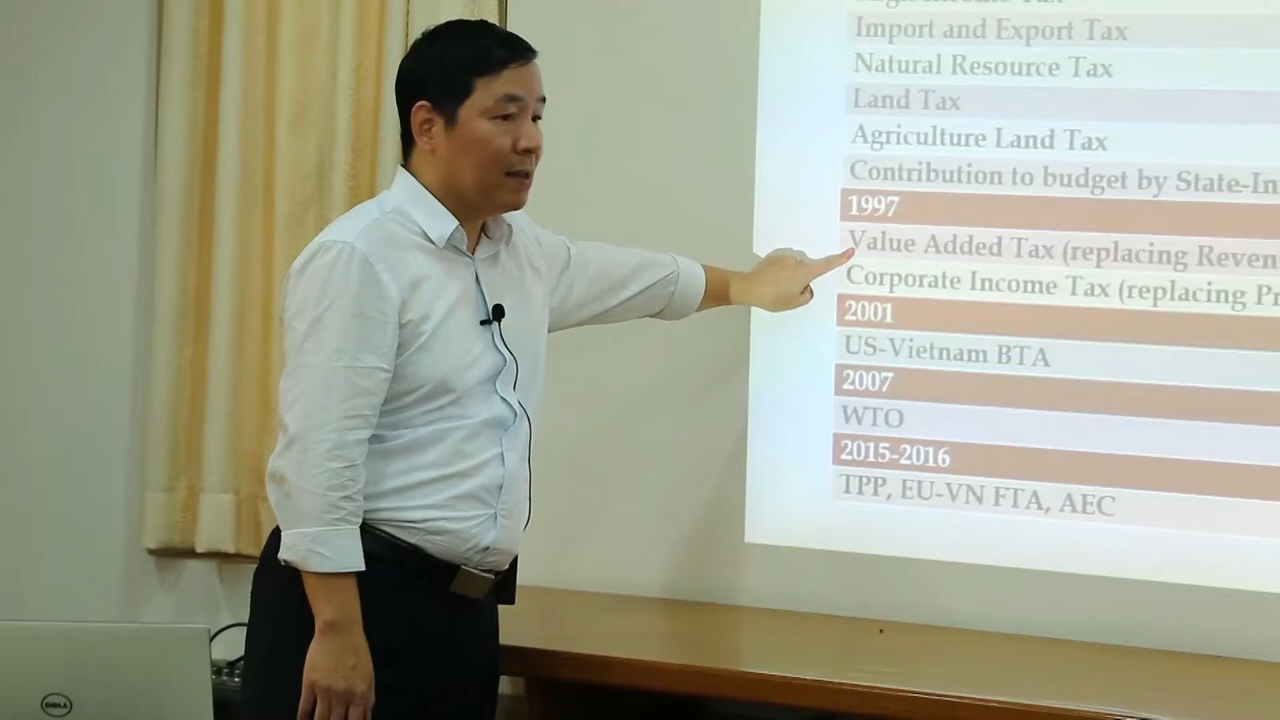 Import and Export Tax
Natural Resource Tax
Land Tax
Agriculture Land Tax
Contribution to budget by State-In
1997
Value Added Tax (replacing Reven
Corporate Income Tax (replacing Pr
2001
US-Vietnam BTA
2007
WTO
2015-2016
TPP, EU-VN FTA, AEC
DELL